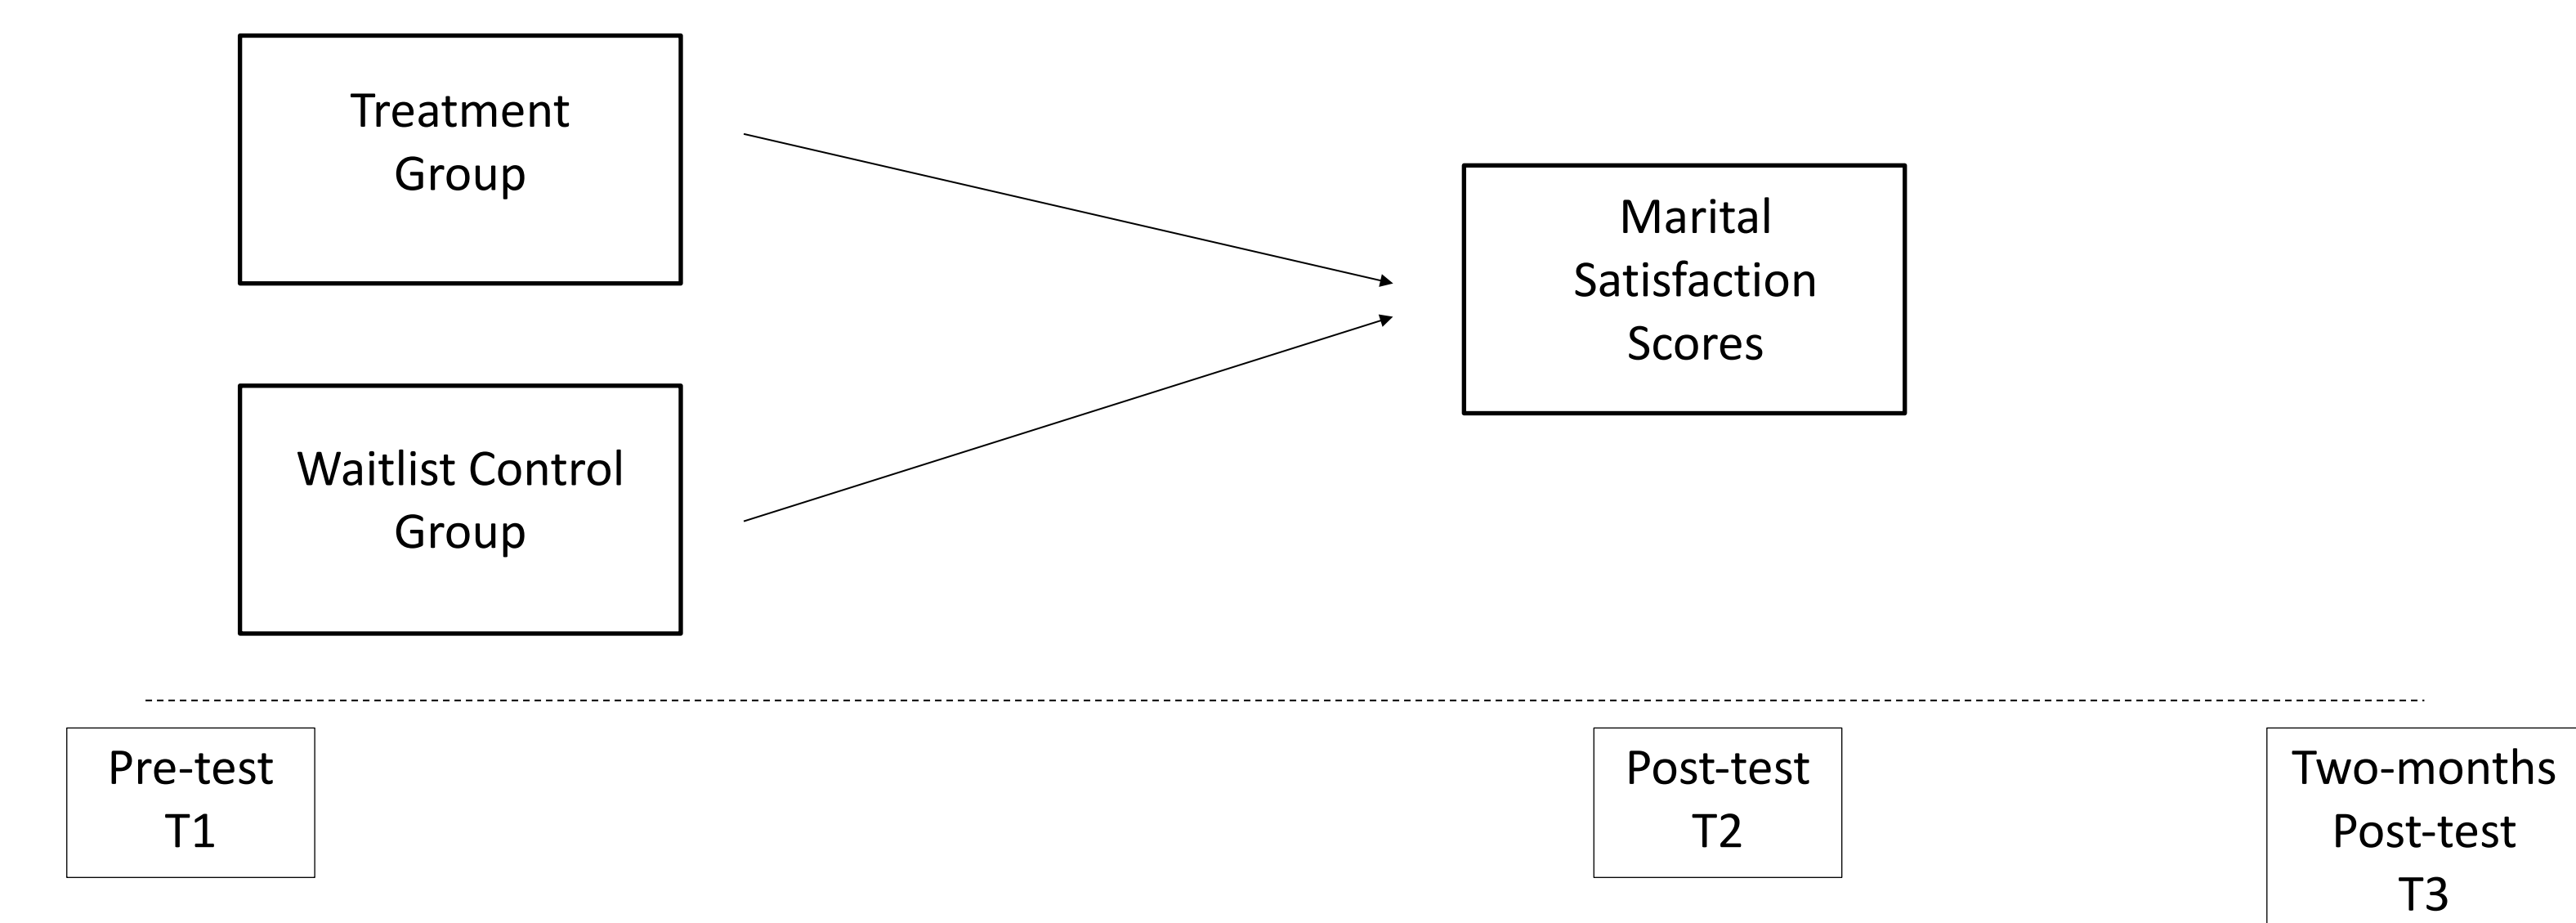 Treatment
Group
Marital
Satisfaction
Scores
Waitlist Control
Group
Pre-test
T1
Post-test
T2
Two-months
Post-test
T3